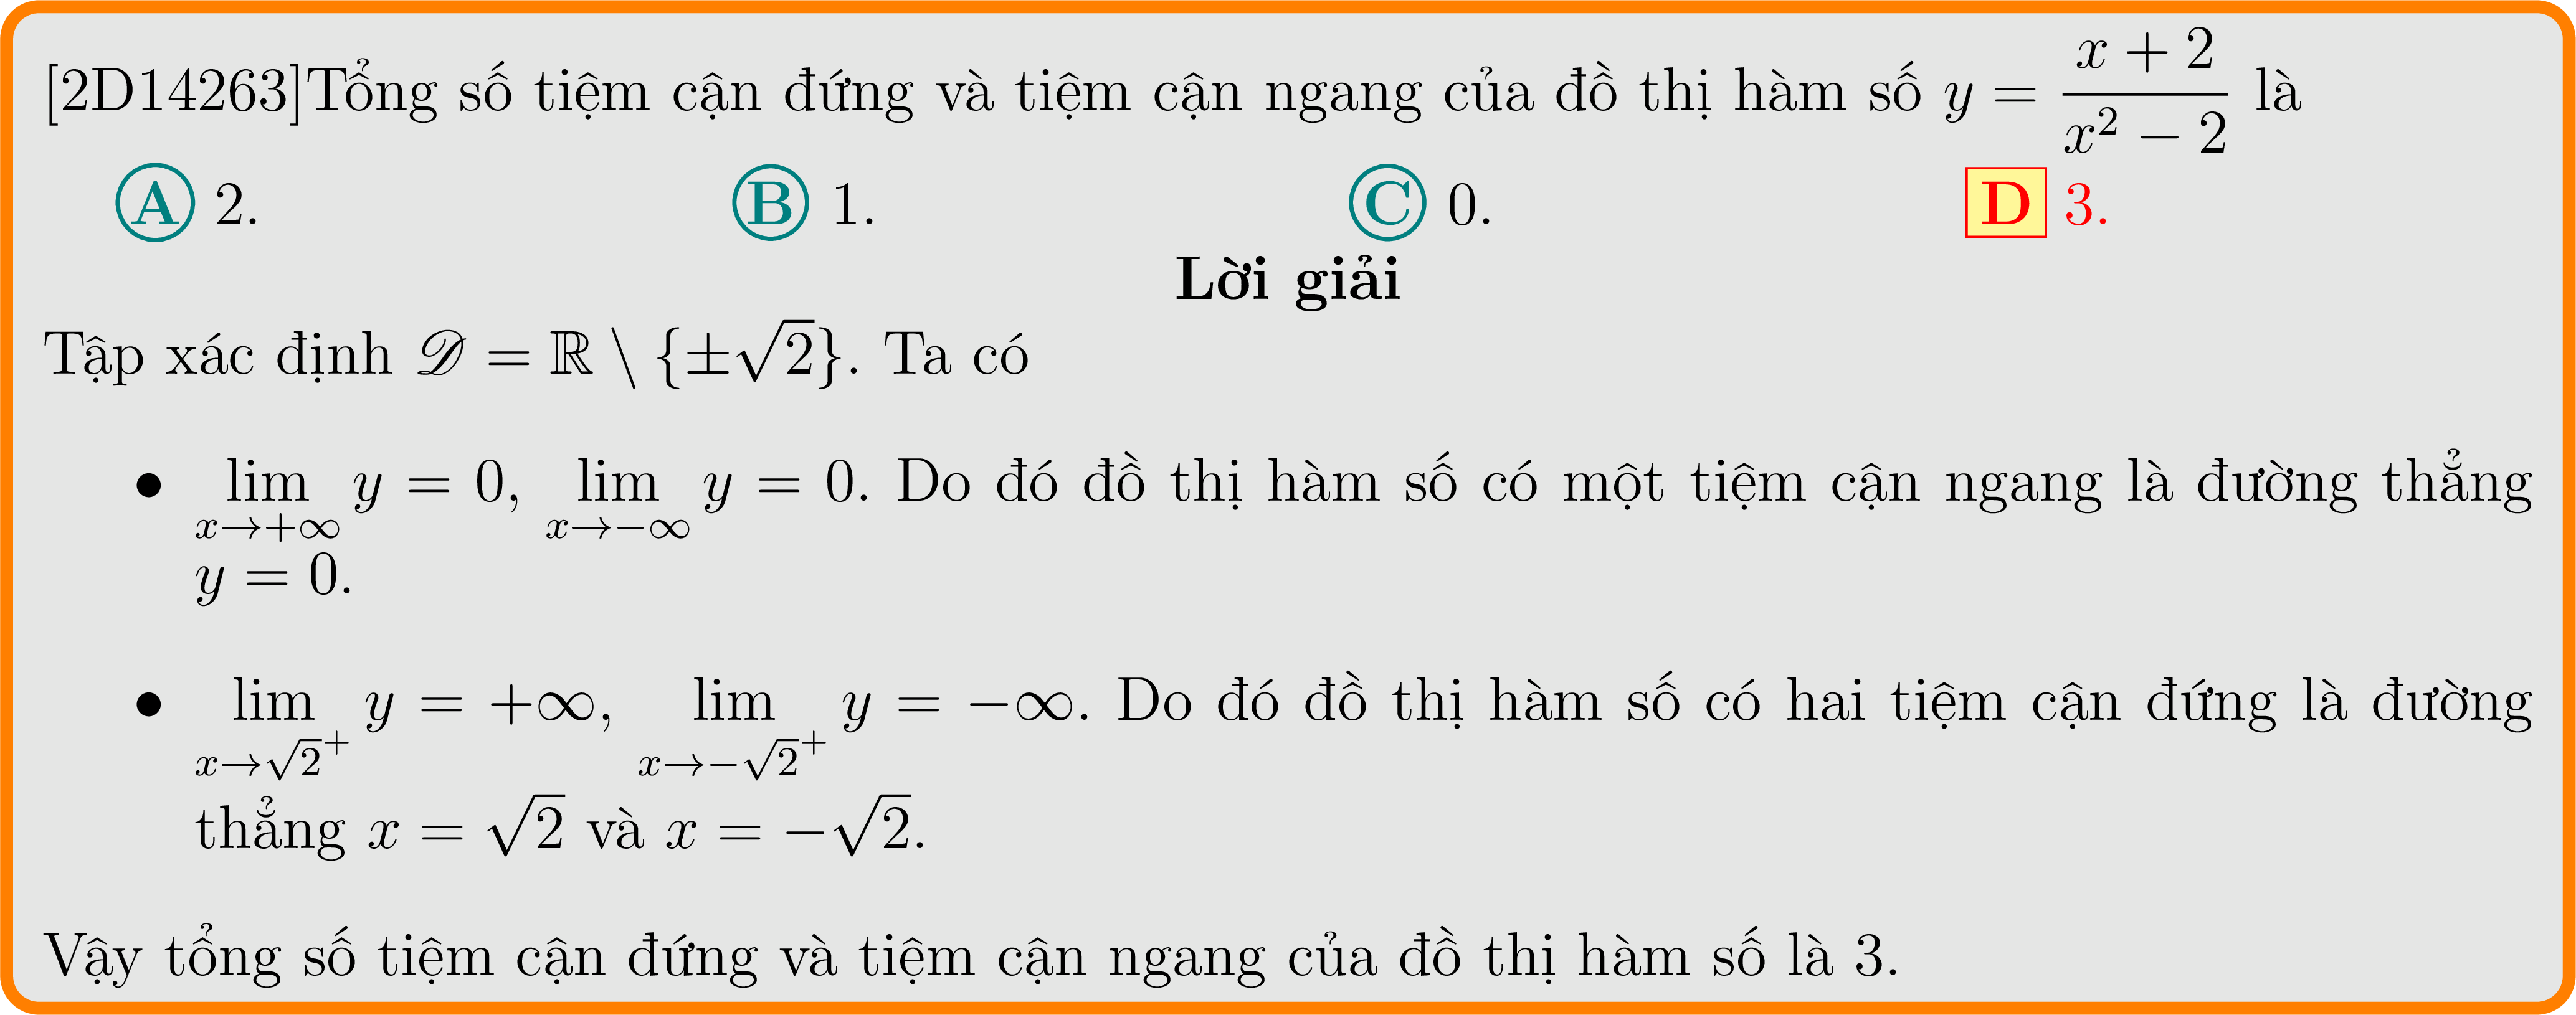 [2D14263]Tổng số tiệm cận đứng và tiệm cận ngang của đồ thị hàm số $y = \dfrac{x+2}{x^2-2}$ là
A 2. B 1. C 0. D 3.
Lời giải
Tập xác định $\mathscr{D} = \mathbb{R} \setminus \{\pm\sqrt{2}\}$. Ta có
• $\lim\limits_{x\to+\infty} y = 0$, $\lim\limits_{x\to-\infty} y = 0$. Do đó đồ thị hàm số có một tiệm cận ngang là đường thẳng
$y = 0$.
• $\lim\limits_{x\to\sqrt{2}^+} y = +\infty$, $\lim\limits_{x\to-\sqrt{2}^+} y = -\infty$. Do đó đồ thị hàm số có hai tiệm cận đứng là đường
thẳng $x = \sqrt{2}$ và $x = -\sqrt{2}$.
Vậy tổng số tiệm cận đứng và tiệm cận ngang của đồ thị hàm số là 3.